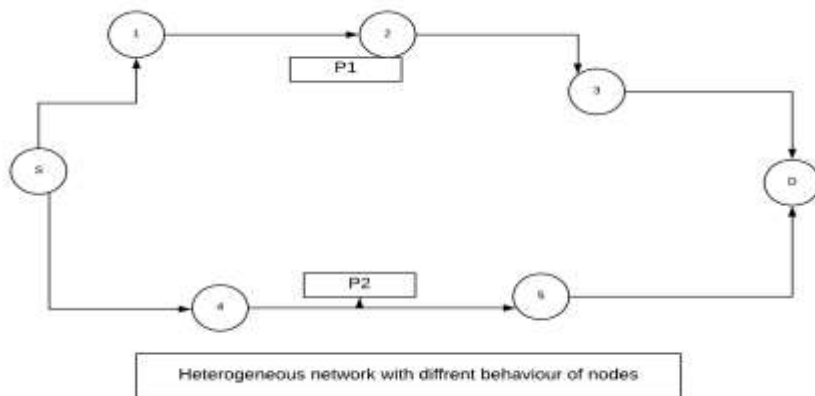 1
2
P1
3
S
D
P2
4
5
Heterogeneous network with diffrent behaviour of nodes